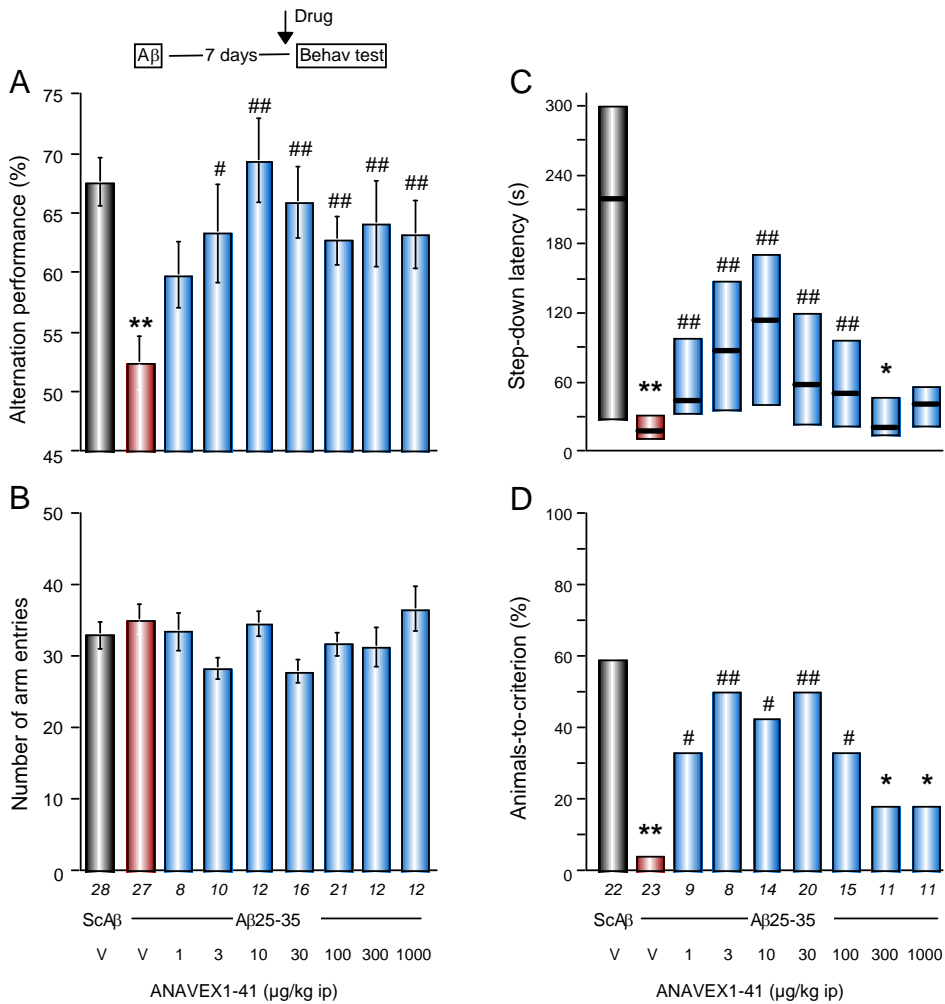 Drug
Aβ 7 days Behav test
A
75
70
65
60
55
50
45
Alternation performance (%)
**
#
##
##
##
##
##
C
300
240
180
120
60
0
Step-down latency (s)
**
##
##
##
##
##
*
B
50
40
30
20
10
0
Number of arm entries
28 27 8 10 12 16 21 12 12
ScAβ Aβ25-35
V V 1 3 10 30 100 300 1000
ANAVEX1-41 (µg/kg ip)
D
100
80
60
40
20
0
Animals-to-criterion (%)
**
#
##
#
##
#
*
*
22 23 9 8 14 20 15 11 11
ScAβ Aβ25-35
V V 1 3 10 30 100 300 1000
ANAVEX1-41 (µg/kg ip)